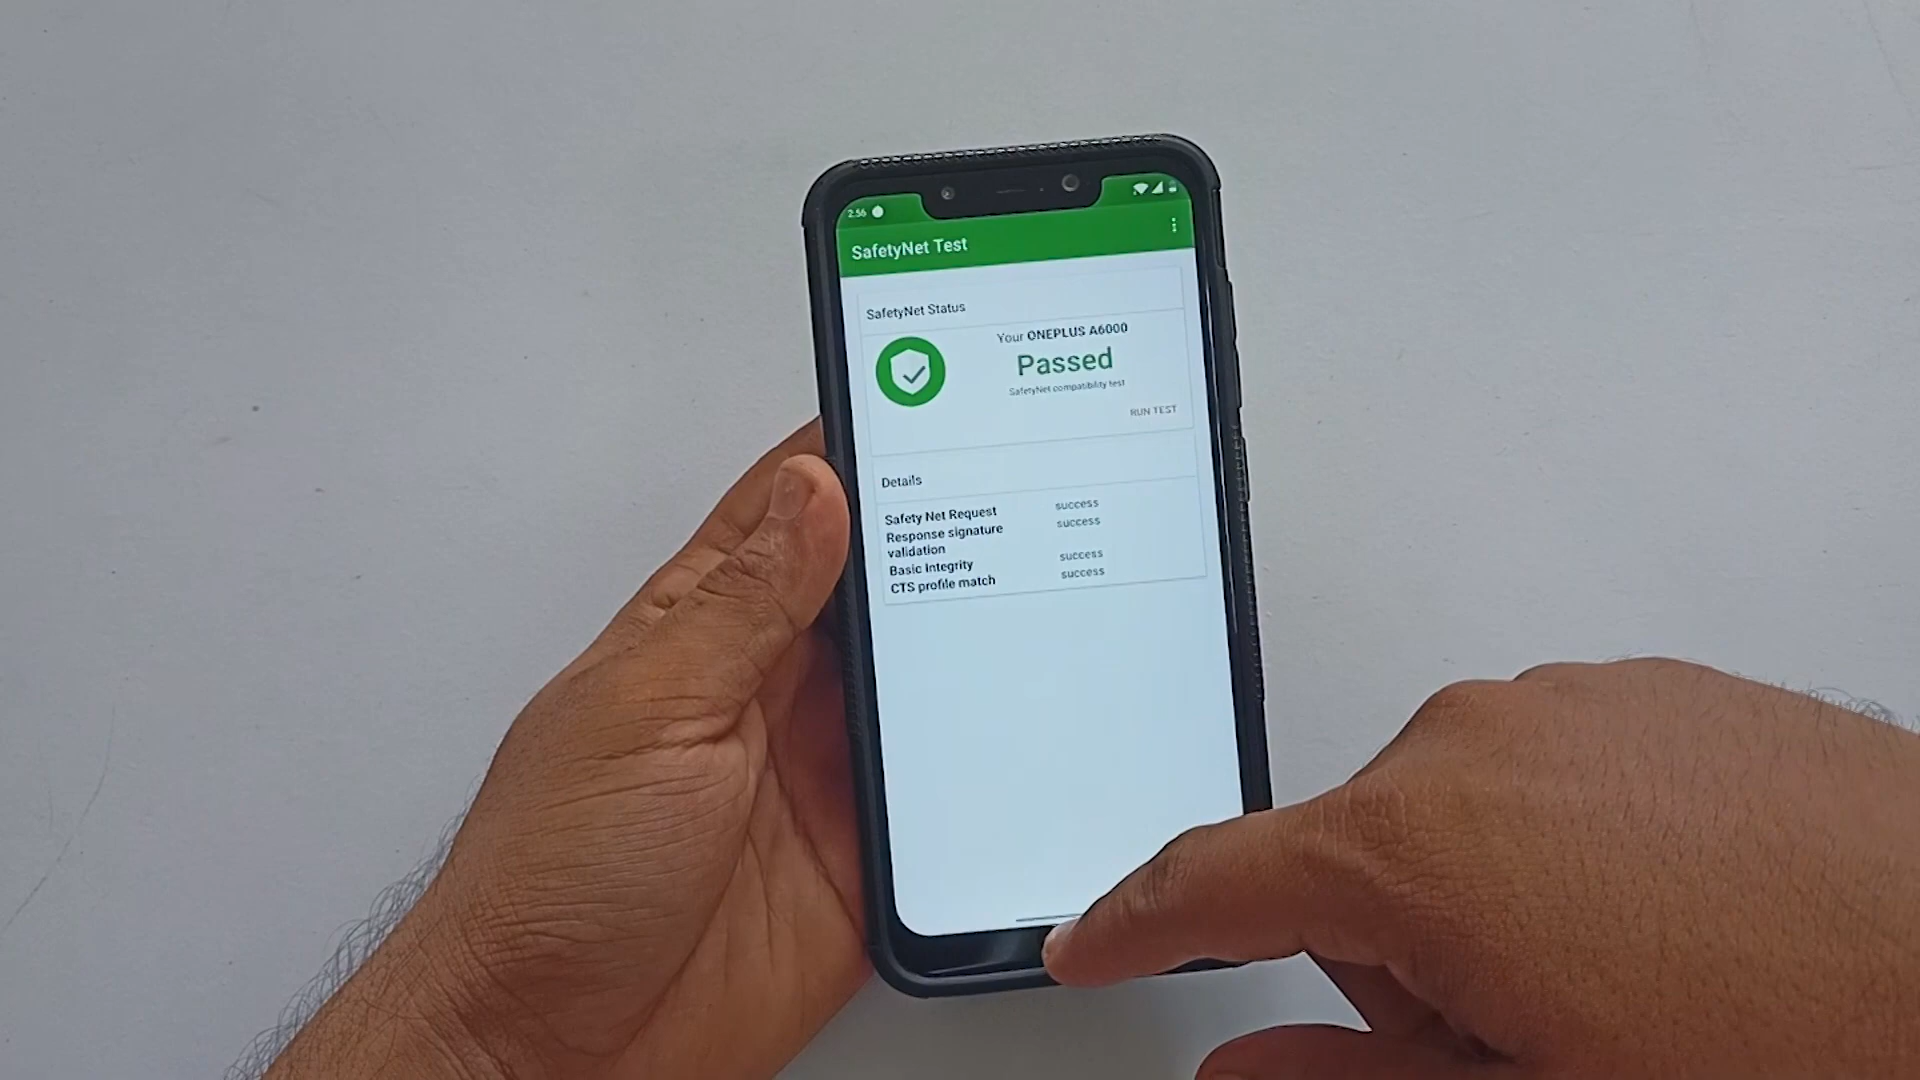 2:56
SafetyNet Test
SafetyNet Status
Your ONEPLUS A6000
Passed
SafetyNet compatibility test
RUN TEST
Details
Safety Net Request success
Response signature validation success
Basic Integrity success
CTS profile match success